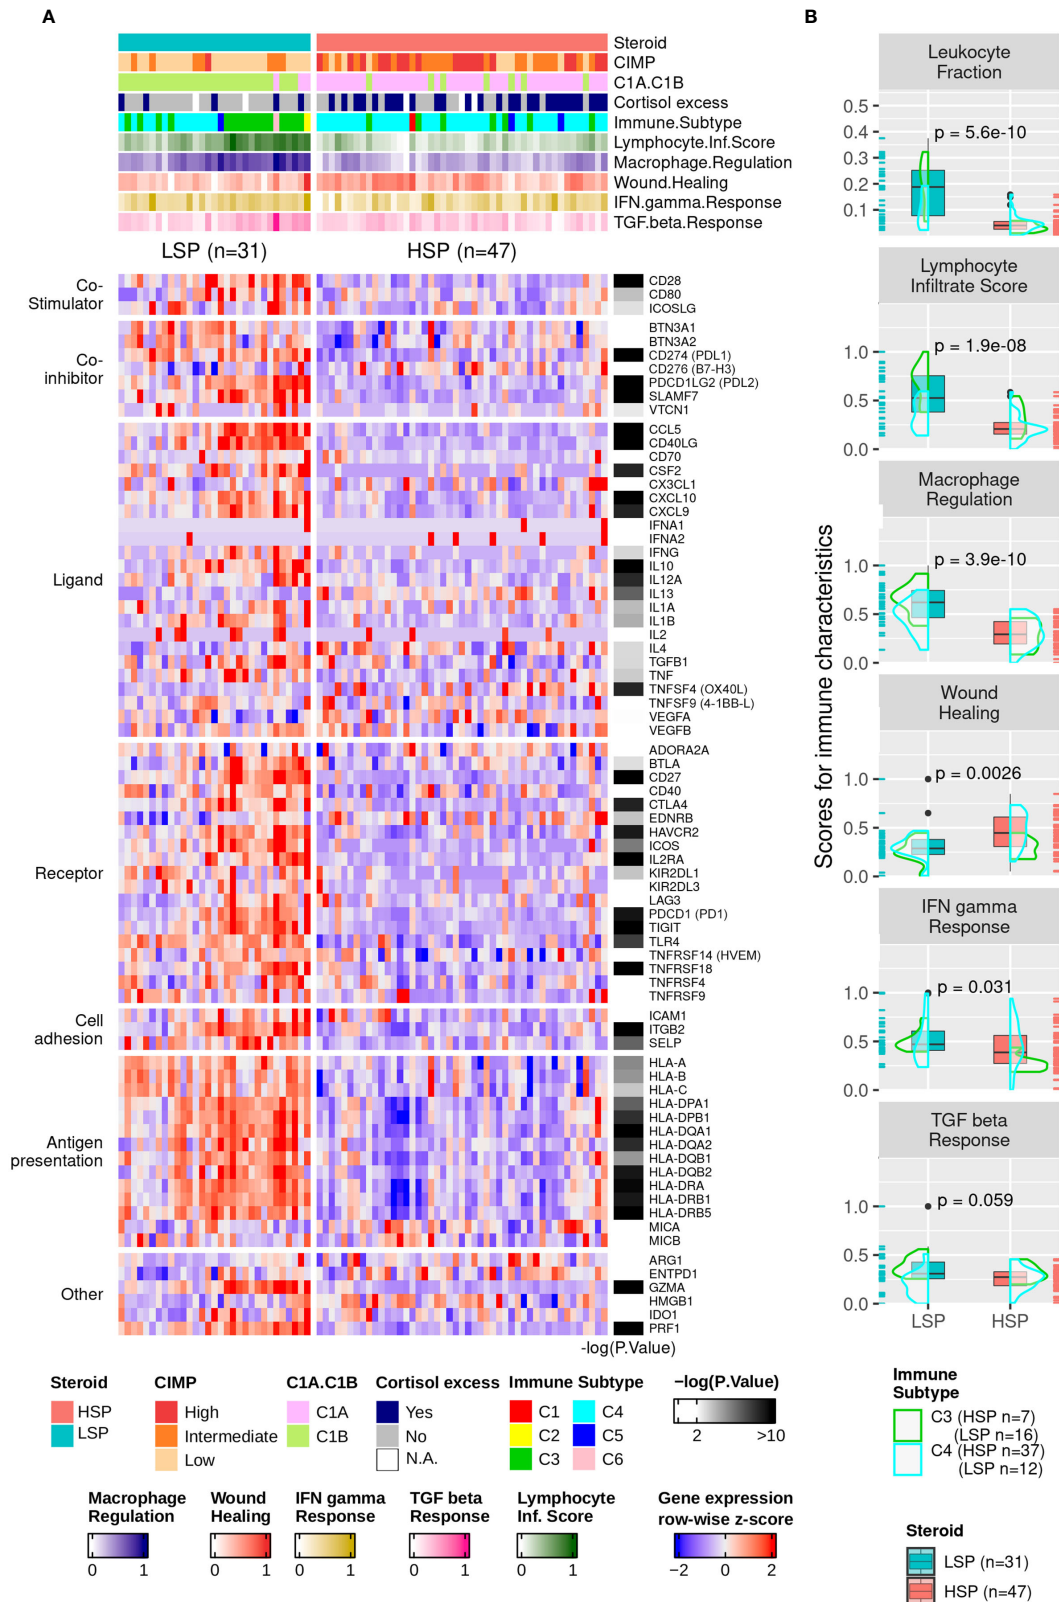 A
Steroid
CIMP
C1A.C1B
Cortisol excess
Immune.Subtype
Lymphocyte.Inf.Score
Macrophage.Regulation
Wound.Healing
IFN.gamma.Response
TGF.beta.Response
LSP (n=31)
HSP (n=47)
Co-
Stimulator
CD28
CD80
ICOSLG
Co-
inhibitor
BTN3A1
BTN3A2
CD274 (PDL1)
CD276 (B7-H3)
PDCD1LG2 (PDL2)
SLAMF7
VTCN1
Ligand
CCL5
CD40LG
CD70
CSF2
CX3CL1
CXCL10
CXCL9
IFNA1
IFNA2
IFNG
IL10
IL12A
IL13
IL1A
IL1B
IL2
IL4
TGFB1
TNF
TNFSF4 (OX40L)
TNFSF9 (4-1BB-L)
VEGFA
VEGFB
Receptor
ADORA2A
BTLA
CD27
CD40
CTLA4
EDNRB
HAVCR2
ICOS
IL2RA
KIR2DL1
KIR2DL3
LAG3
PDCD1 (PD1)
TIGIT
TLR4
TNFRSF14 (HVEM)
TNFRSF18
TNFRSF4
TNFRSF9
Cell
adhesion
ICAM1
ITGB2
SELP
Antigen
presentation
HLA-A
HLA-B
HLA-C
HLA-DPA1
HLA-DPB1
HLA-DQA1
HLA-DQA2
HLA-DQB1
HLA-DQB2
HLA-DRA
HLA-DRB1
HLA-DRB5
MICA
MICB
Other
ARG1
ENTPD1
GZMA
HMGB1
IDO1
PRF1
-log(P.Value)
Steroid
HSP
LSP
CIMP
High
Intermediate
Low
C1A.C1B
C1A
C1B
Cortisol excess
Yes
No
N.A.
Immune Subtype
C1
C2
C3
C4
C5
C6
−log(P.Value)
2 >10
Macrophage
Regulation
0 1
Wound
Healing
0 1
IFN gamma
Response
0 1
TGF beta
Response
0 1
Lymphocyte
Inf. Score
0 1
Gene expression
row-wise z-score
−2 0 2
B
Scores for immune characteristics
Leukocyte
Fraction
p = 5.6e-10
0.5
0.4
0.3
0.2
0.1
Lymphocyte
Infiltrate Score
p = 1.9e-08
1.0
0.5
0.0
Macrophage
Regulation
p = 3.9e-10
1.0
0.5
0.0
Wound
Healing
p = 0.0026
1.0
0.5
0.0
IFN gamma
Response
p = 0.031
1.0
0.5
0.0
TGF beta
Response
p = 0.059
1.0
0.5
0.0
LSP HSP
Immune
Subtype
C3 (HSP n=7)
(LSP n=16)
C4 (HSP n=37)
(LSP n=12)
Steroid
LSP (n=31)
HSP (n=47)